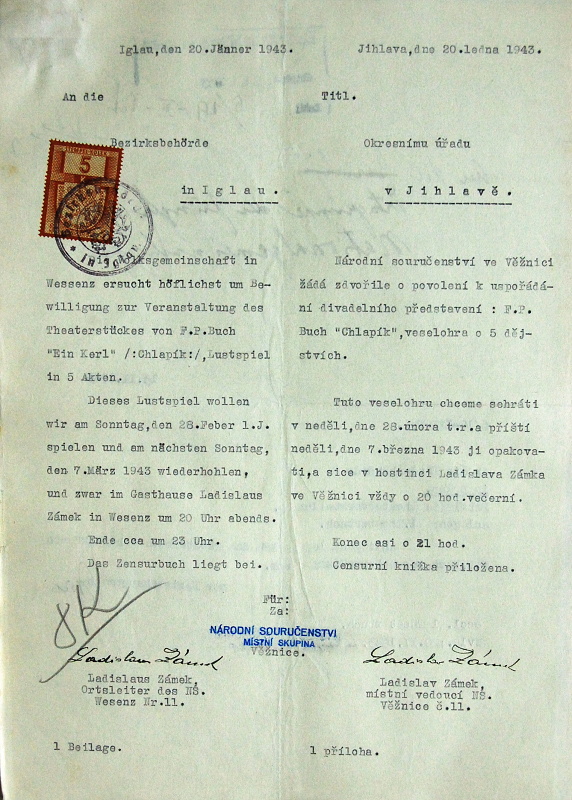 Iglau,den 20.Jänner 1943.
An die
Bezirksbehörde
in Iglau.
5
Volksgemeinschaft in
Wessenz ersucht höflichst um Be-
willigung zur Veranstaltung des
Theaterstückes von F.P.Buch
"Ein Kerl" /:Chlapík:/,Lustspiel
in 5 Akten.
Dieses Lustspiel wollen
wir am Sonntag,den 28.Feber l.J.
spielen und am nächsten Sonntag,
den 7.März 1943 wiederhohlen,
und zwar im Gasthause Ladislaus
Zámek in Wesenz um 20 Uhr abends.
Ende cca um 23 Uhr.
Das Zensurbuch liegt bei.
Jihlava,dne 20.ledna 1943.
Titl.
Okresnímu úřadu
v Jihlavě.
Národní souručenství ve Věžnici
žádá zdvořile o povolení k uspořádá-
ní divadelního představení : F.P.
Buch "Chlapík",veselohra o 5 děj-
stvích.
Tuto veselohru chceme sehráti
v neděli,dne 28.února t.r.a příští
neděli,dne 7.března 1943 ji opakova-
ti,a sice v hostinci Ladislava Zámka
ve Věžnici vždy o 20 hod.večerní.
Konec asi o 21 hod.
Censurní knížka přiložena.
Für:
Za:
NÁRODNÍ SOURUČENSTVI
MÍSTNÍ SKUPINA
Věžnice.
Ladislav Zámek
Ladislaus Zámek,
Ortsleiter des NS.
Wesenz Nr.11.
1 Beilage.
Ladislav Zámek
Ladislav Zámek,
místní vedoucí NS.
Věžnice č.11.
1 příloha.